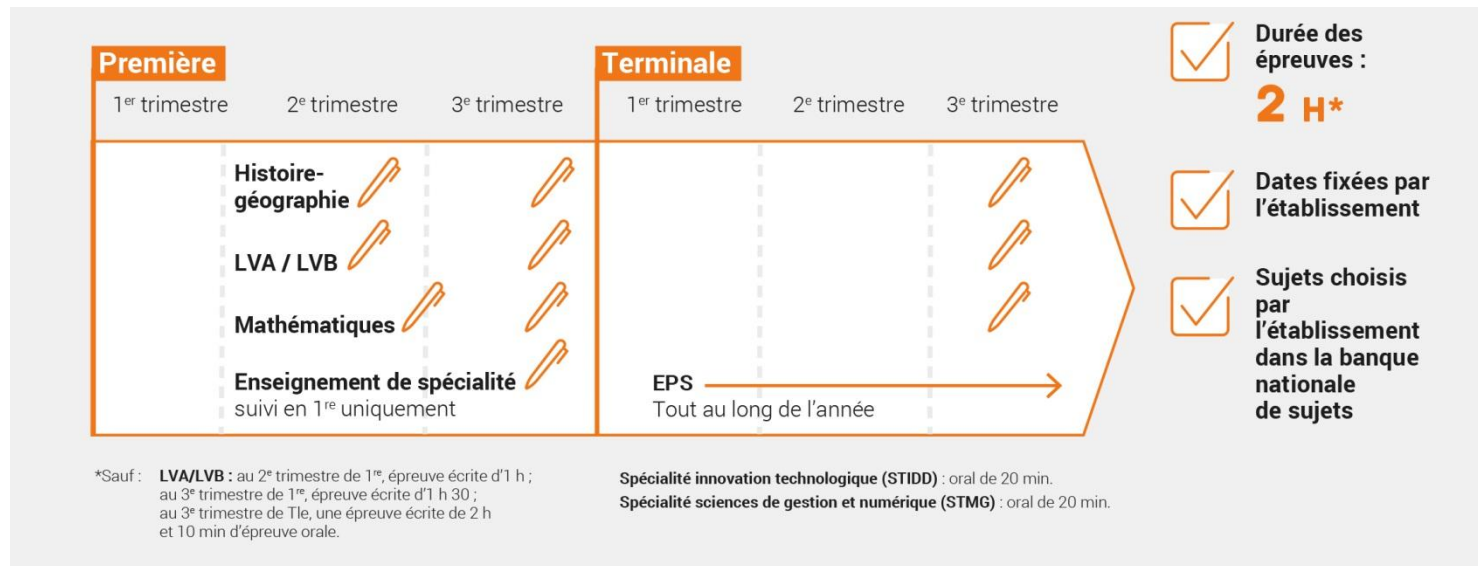 Première
1er trimestre 2e trimestre 3e trimestre
Terminale
1er trimestre 2e trimestre 3e trimestre
Histoire-
géographie
LVA / LVB
Mathématiques
Enseignement de spécialité
suivi en 1re uniquement
EPS
Tout au long de l'année
Durée des
épreuves :
2 H*
Dates fixées par
l'établissement
Sujets choisis
par
l'établissement
dans la banque
nationale
de sujets
*Sauf : LVA/LVB : au 2e trimestre de 1re, épreuve écrite d'1 h ;
au 3e trimestre de 1re, épreuve écrite d'1 h 30 ;
au 3e trimestre de Tle, une épreuve écrite de 2 h
et 10 min d'épreuve orale.
Spécialité innovation technologique (STIDD) : oral de 20 min.
Spécialité sciences de gestion et numérique (STMG) : oral de 20 min.